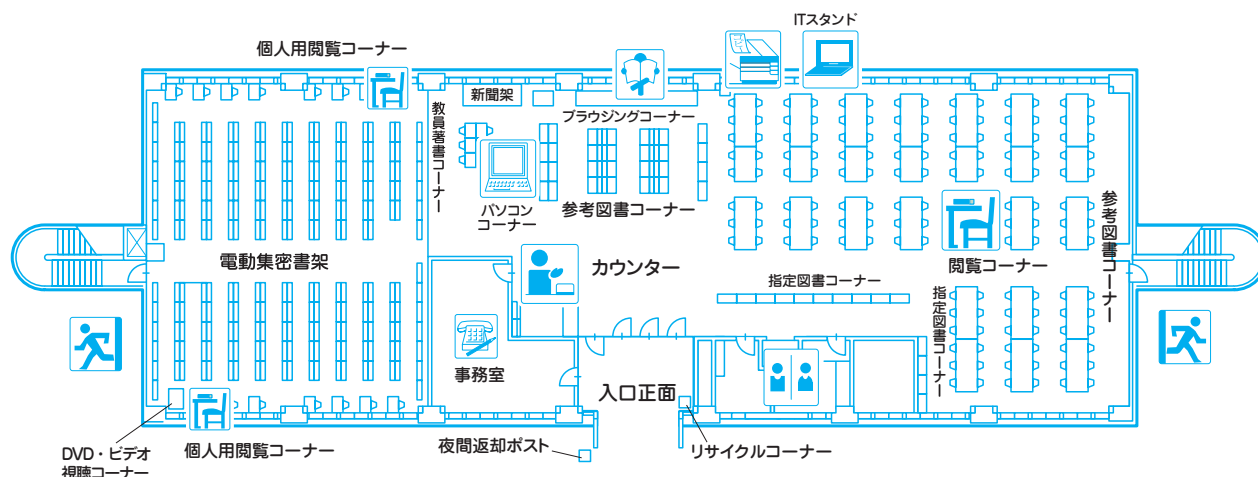 ITスタンド
個人用閲覧コーナー
新聞架
ブラウジングコーナー
教員著書コーナー
パソコン
コーナー
参考図書コーナー
参考図書コーナー
電動集密書架
カウンター
閲覧コーナー
指定図書コーナー
指定図書コーナー
事務室
入口正面
DVD・ビデオ
視聴コーナー
個人用閲覧コーナー
夜間返却ポスト
リサイクルコーナー